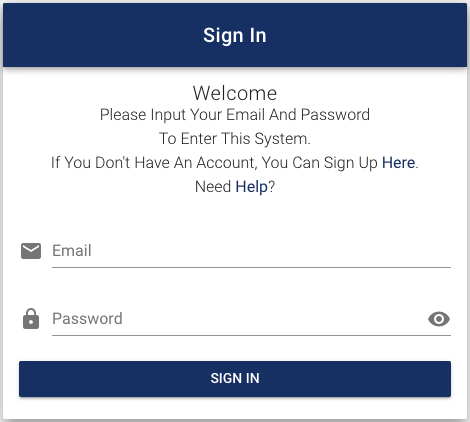 Sign In
Welcome
Please Input Your Email And Password
To Enter This System.
If You Don't Have An Account, You Can Sign Up Here.
Need Help?
Email
Password
SIGN IN